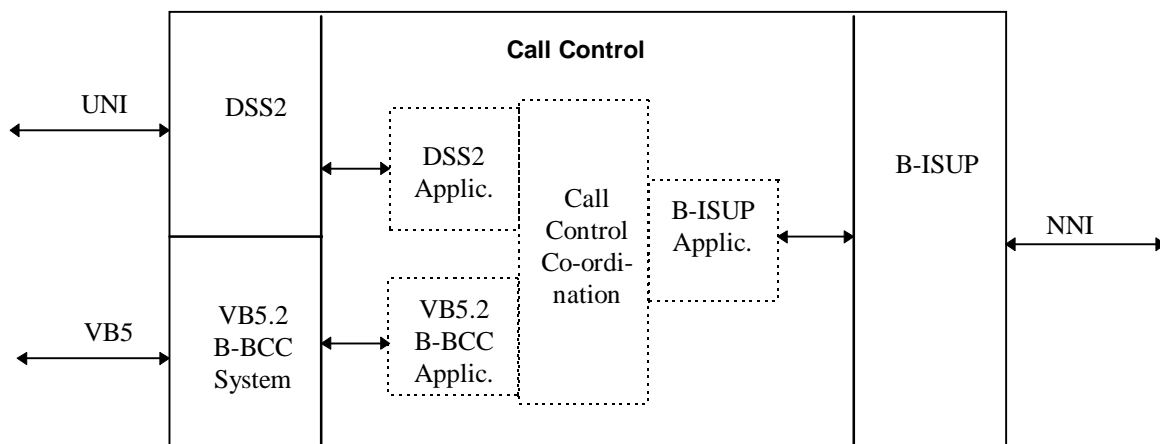 Call Control
UNI
DSS2
DSS2
Applic.
Call
Control
Co-ordi-
nation
B-ISUP
Applic.
B-ISUP
NNI
VB5
VB5.2
B-BCC
System
VB5.2
B-BCC
Applic.